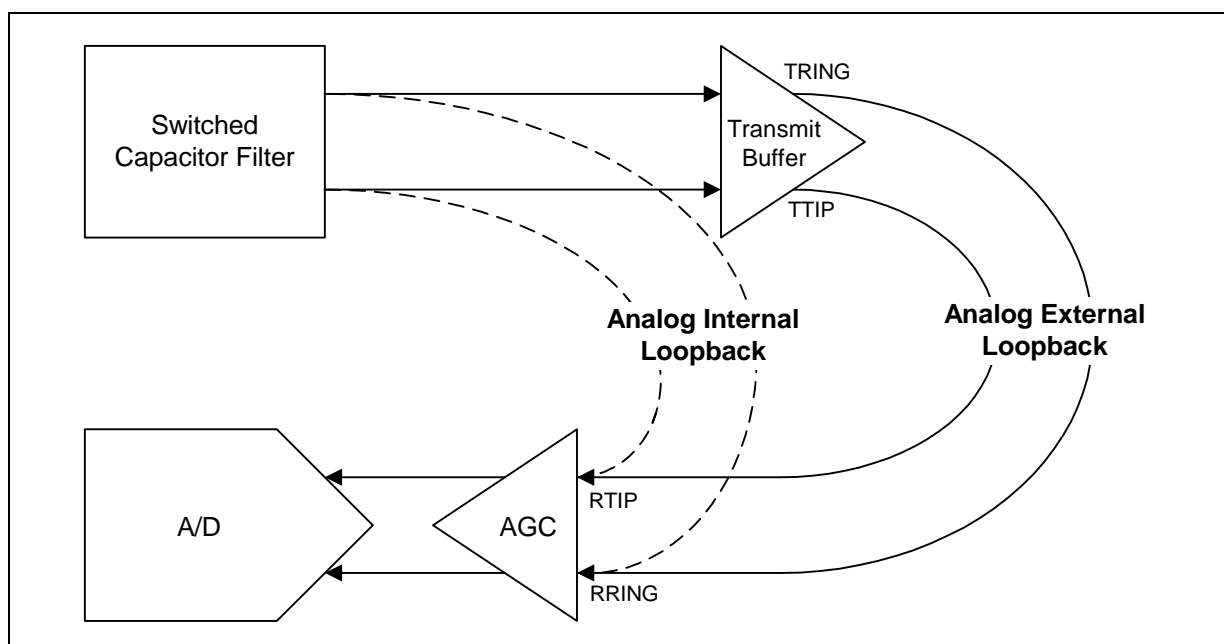 Switched
Capacitor Filter
TRING
Transmit
Buffer
TTIP
Analog Internal
Loopback
Analog External
Loopback
A/D
AGC
RTIP
RRING